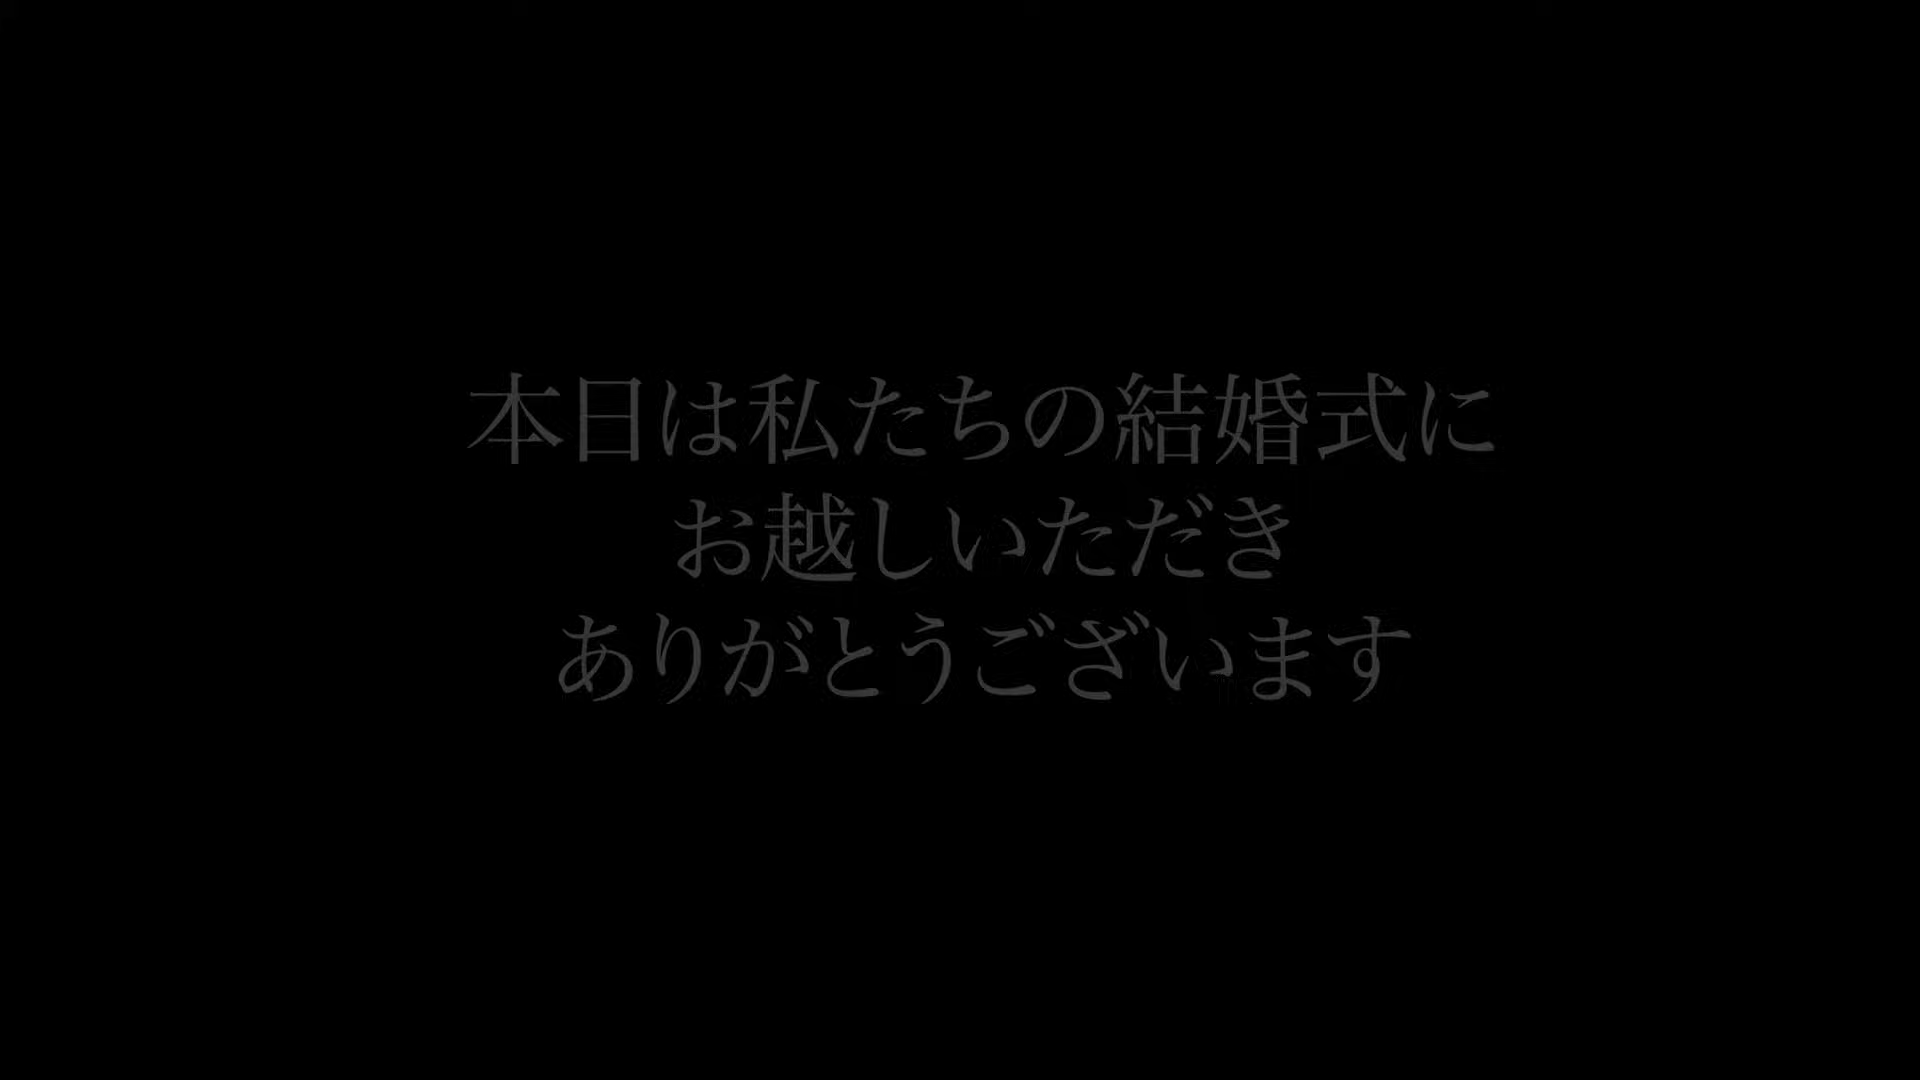 本日は私たちの結婚式に
お越しいただき
ありがとうございます